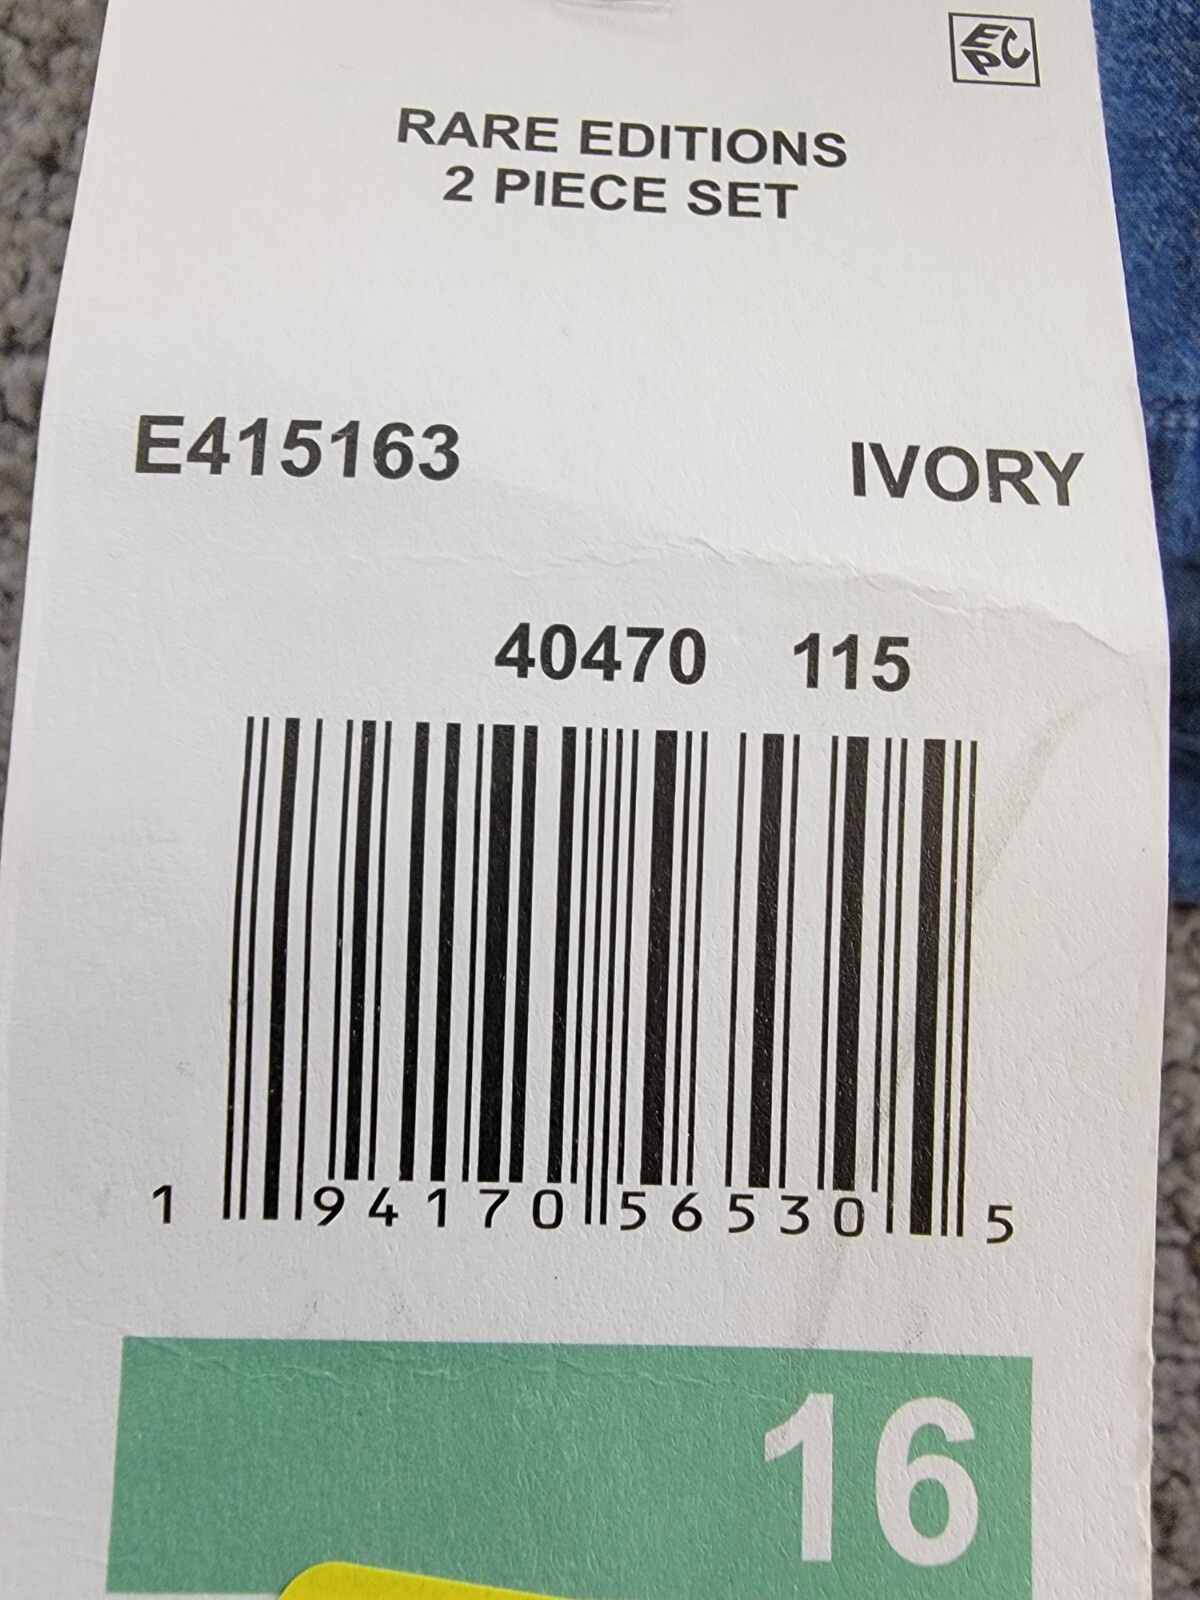 EPC
RARE EDITIONS
2 PIECE SET
E415163 IVORY
40470 115
1 94170 56530 5
16